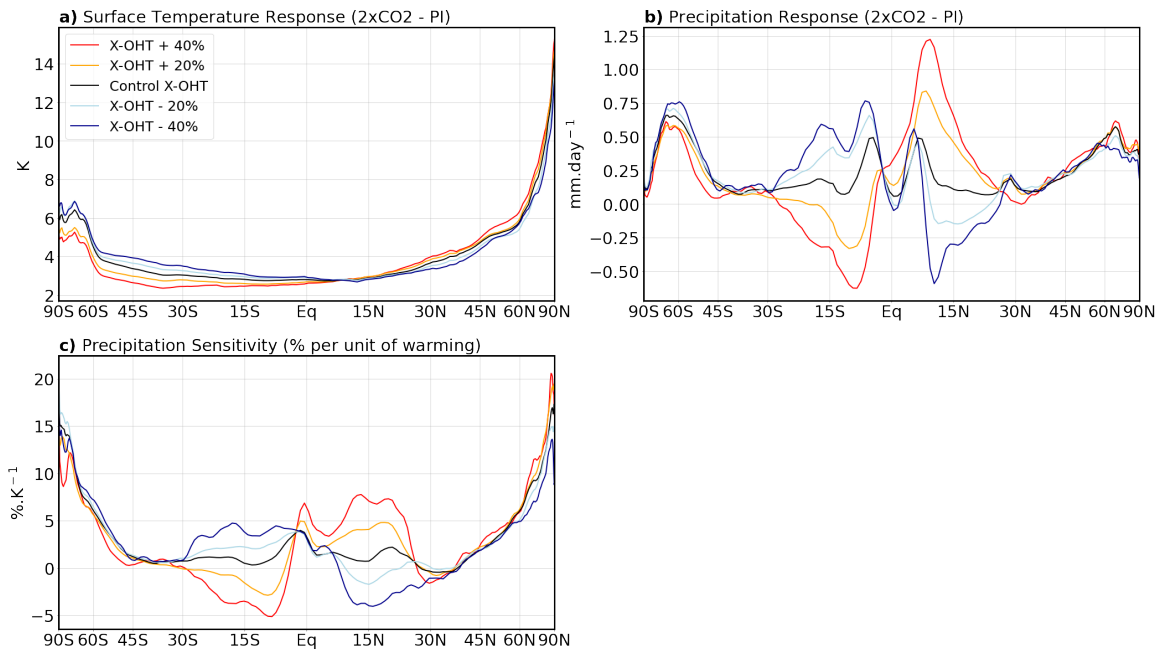 a) Surface Temperature Response (2xCO2 - PI)
X-OHT + 40%
X-OHT + 20%
Control X-OHT
X-OHT - 20%
X-OHT - 40%
K
14
12
10
8
6
4
2
90S 60S 45S 30S 15S Eq 15N 30N 45N 60N 90N
b) Precipitation Response (2xCO2 - PI)
mm.day⁻¹
1.25
1.00
0.75
0.50
0.25
0.00
−0.25
−0.50
90S 60S 45S 30S 15S Eq 15N 30N 45N 60N 90N
c) Precipitation Sensitivity (% per unit of warming)
%.K⁻¹
20
15
10
5
0
−5
90S 60S 45S 30S 15S Eq 15N 30N 45N 60N 90N